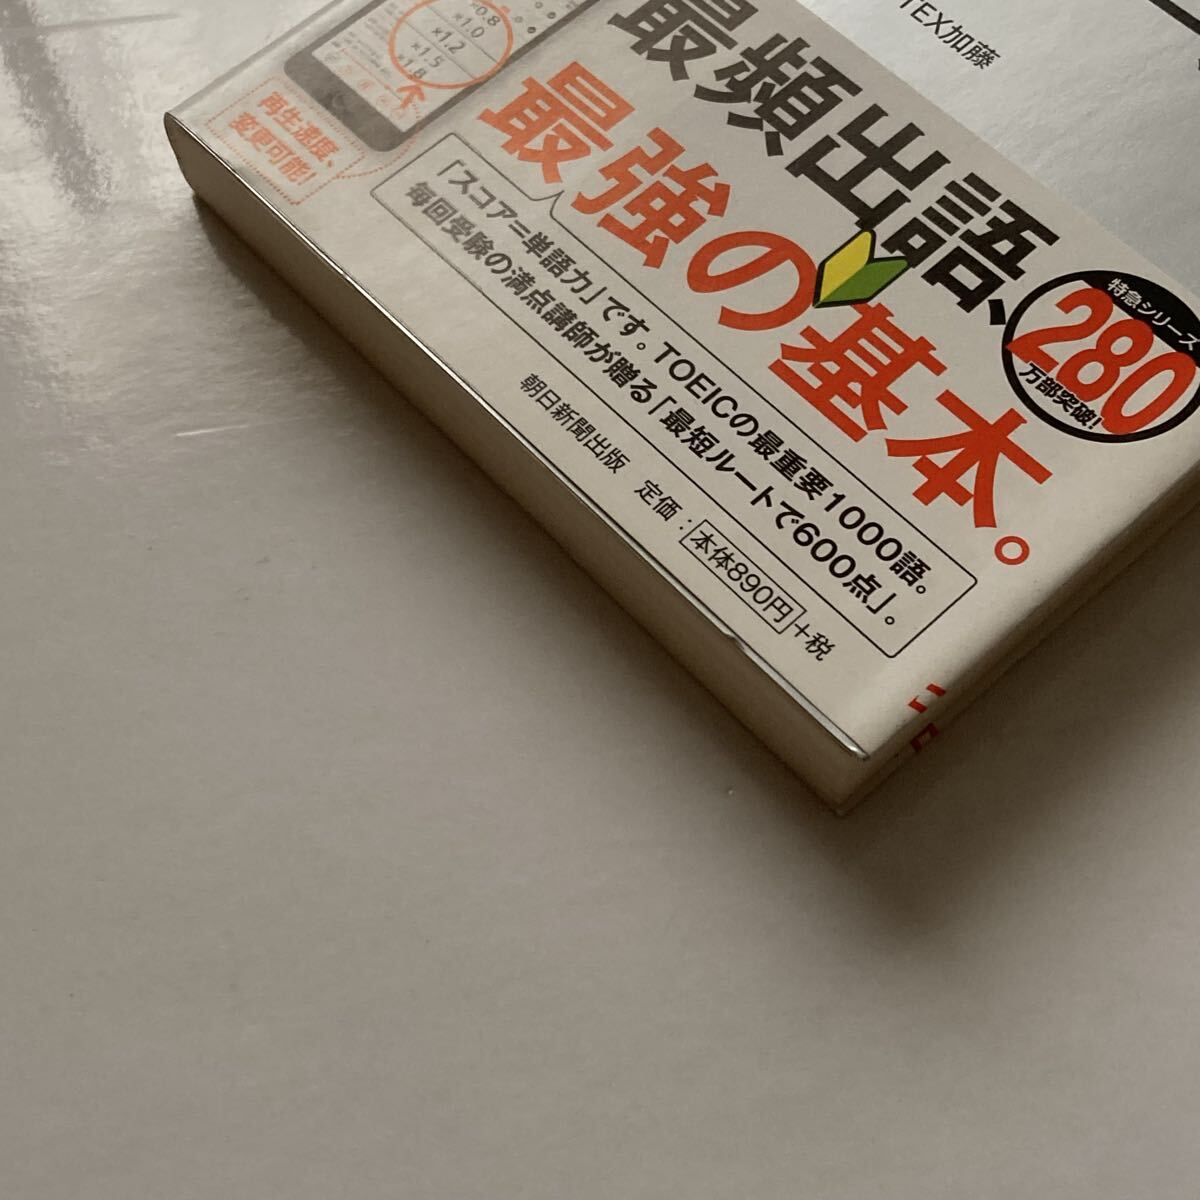 TEX加藤
×0.8
×1.0
×1.2
×1.5
×1.8
再生速度、
変更可能!
最頻出語、
最強の基本。
特急シリーズ
280
万部突破!
「スコア=単語力」です。TOEICの最重要1000語。
毎回受験の満点講師が贈る「最短ルートで600点」。
朝日新聞出版 定価:本体890円+税